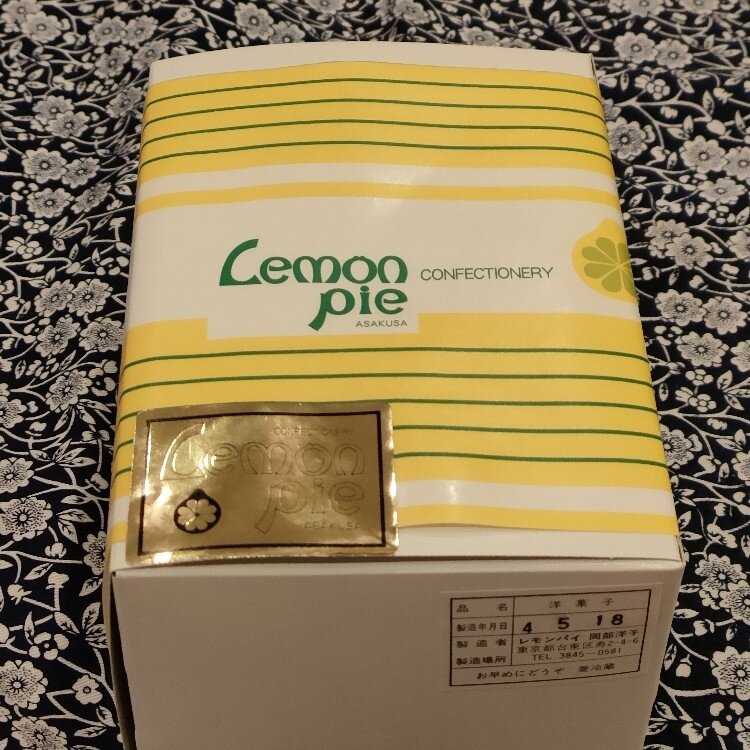 Lemon
pie
CONFECTIONERY
ASAKUSA
CONFECTIONERY
Lemon
pie
ASAKUSA
品 名 洋菓子
製造年月日 4 5 18
製造者 レモンパイ 岡部洋子
製造場所 東京都台東区寿2-4-6
TEL 3845-0581
お早めにどうぞ 要冷蔵